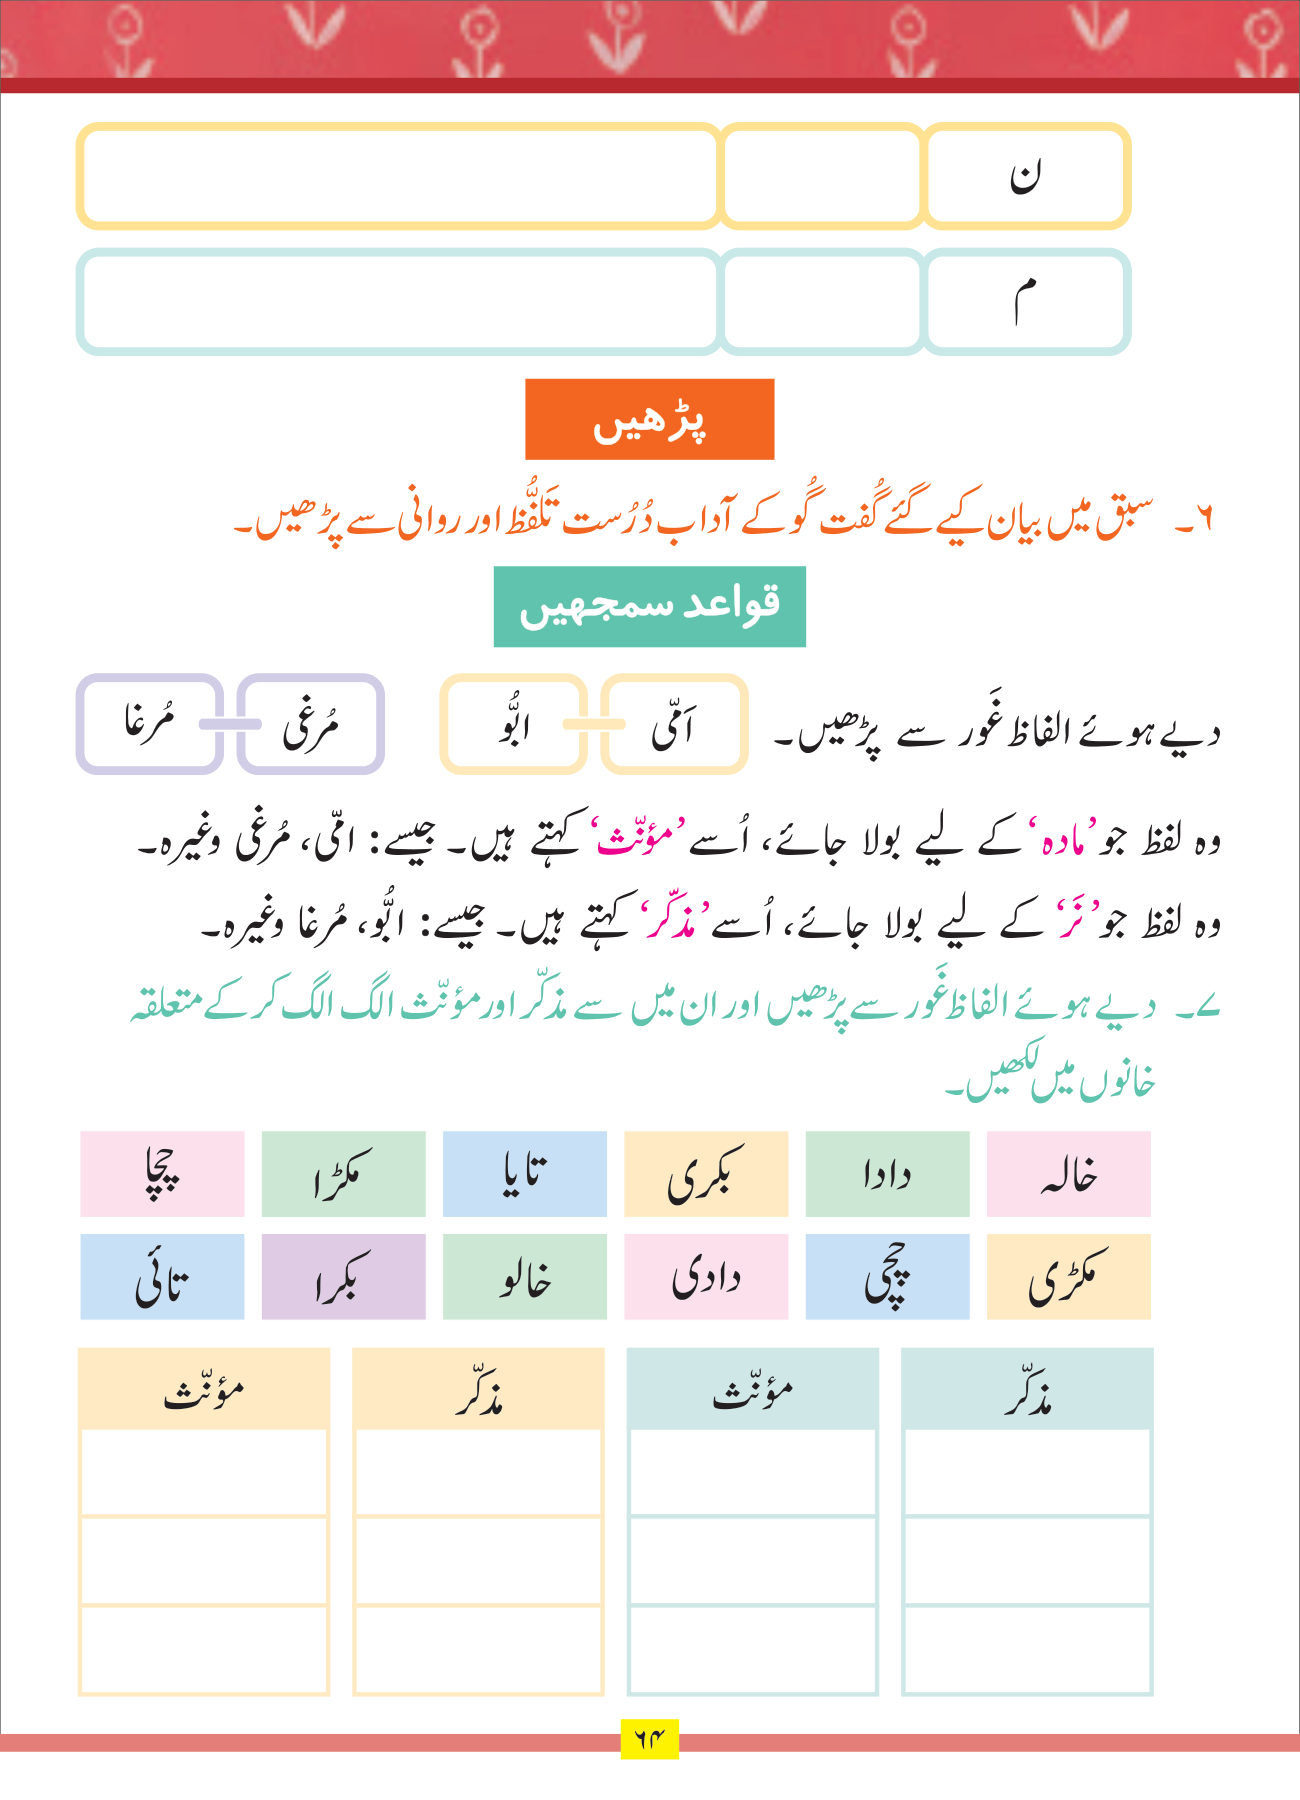 ن
م
پڑھیں
۶۔ سبق میں بیان کیے گئے گُفت گُو کے آداب دُرُست تَلَفُّظ اور روانی سے پڑھیں۔
قواعد سمجھیں
دیے ہوئے الفاظ غَور سے پڑھیں۔ اَمّی ابُّو مُرغی مُرغا
وہ لفظ جو ’مادہ‘ کے لیے بولا جائے، اُسے ’مؤنّث‘ کہتے ہیں۔ جیسے: امّی، مُرغی وغیرہ۔
وہ لفظ جو ’نَر‘ کے لیے بولا جائے، اُسے ’مذکّر‘ کہتے ہیں۔ جیسے: ابُّو، مُرغا وغیرہ۔
۷۔ دیے ہوئے الفاظ غَور سے پڑھیں اور ان میں سے مذکّر اور مؤنّث الگ الگ کر کے متعلقہ
خانوں میں لکھیں۔
خالہ دادا بکری تایا مکڑا چچا
مکڑی چچی دادی خالو بکرا تائی
مذکّر مؤنّث مذکّر مؤنّث
۶۴